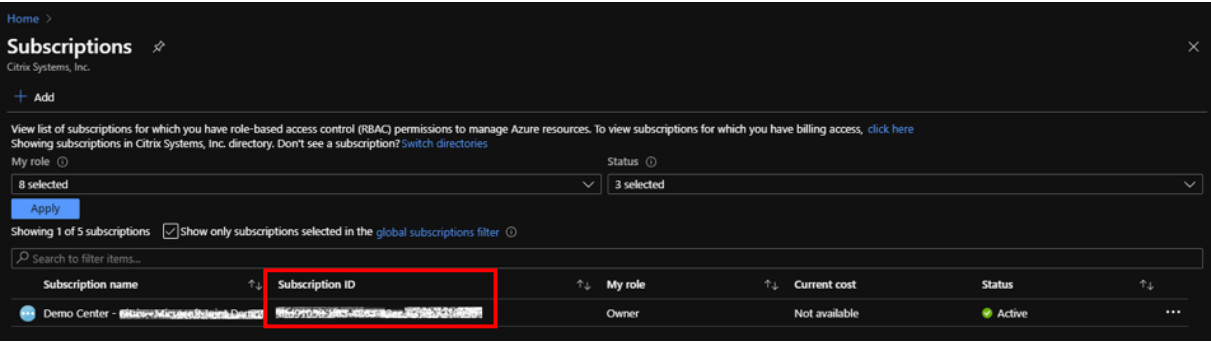 Home >
Subscriptions
Citrix Systems, Inc.
+ Add
View list of subscriptions for which you have role-based access control (RBAC) permissions to manage Azure resources. To view subscriptions for which you have billing access, click here
Showing subscriptions in Citrix Systems, Inc. directory. Don't see a subscription? Switch directories
My role Status
8 selected 3 selected
Apply
Showing 1 of 5 subscriptions Show only subscriptions selected in the global subscriptions filter
Search to filter items...
Subscription name Subscription ID My role Current cost Status
Demo Center - Owner Not available Active ...